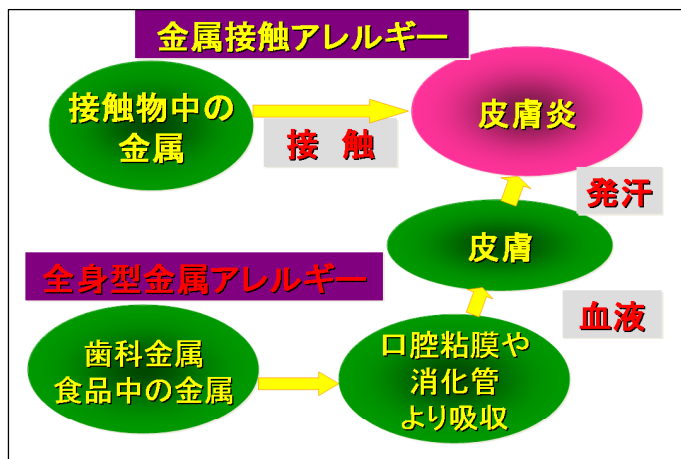 金属接触アレルギー
接触物中の
金属
接 触
皮膚炎
発汗
皮膚
全身型金属アレルギー
血液
歯科金属
食品中の金属
口腔粘膜や
消化管
より吸収